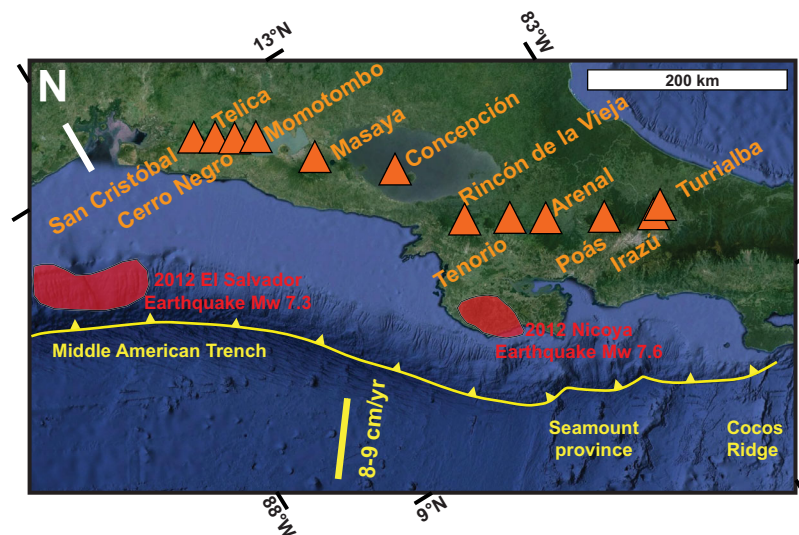 13°N
83°W
N
200 km
Telica
Momotombo
Masaya
Concepción
Rincón de la Vieja
Turrialba
San Cristóbal
Cerro Negro
Tenorio
Arenal
Poás
Irazú
2012 El Salvador
Earthquake Mw 7.3
2012 Nicoya
Earthquake Mw 7.6
Middle American Trench
8-9 cm/yr
Seamount
province
Cocos
Ridge
88°W
9°N